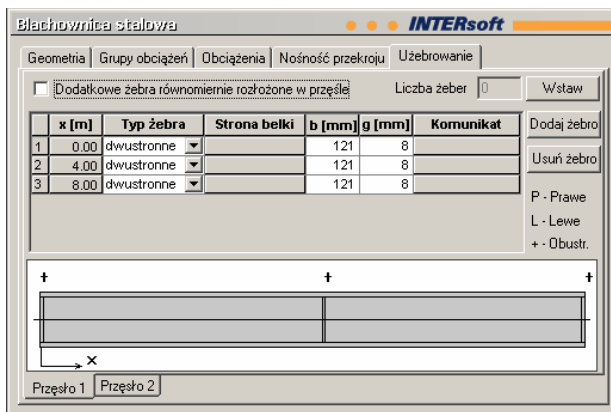 Blachownica stalowa INTERsoft
Geometria Grupy obciążeń Obciążenia Nośność przekroju Użebrowanie
Dodatkowe żebra równomiernie rozłożone w przęśle Liczba żeber 0 Wstaw
x [m] Typ żebra Strona belki b [mm] g [mm] Komunikat Dodaj żebro
1 0.00 dwustronne 121 8
2 4.00 dwustronne 121 8
3 8.00 dwustronne 121 8
Usuń żebro
P - Prawe
L - Lewe
+ - Obustr.
+ + +
x
Przęsło 1 Przęsło 2